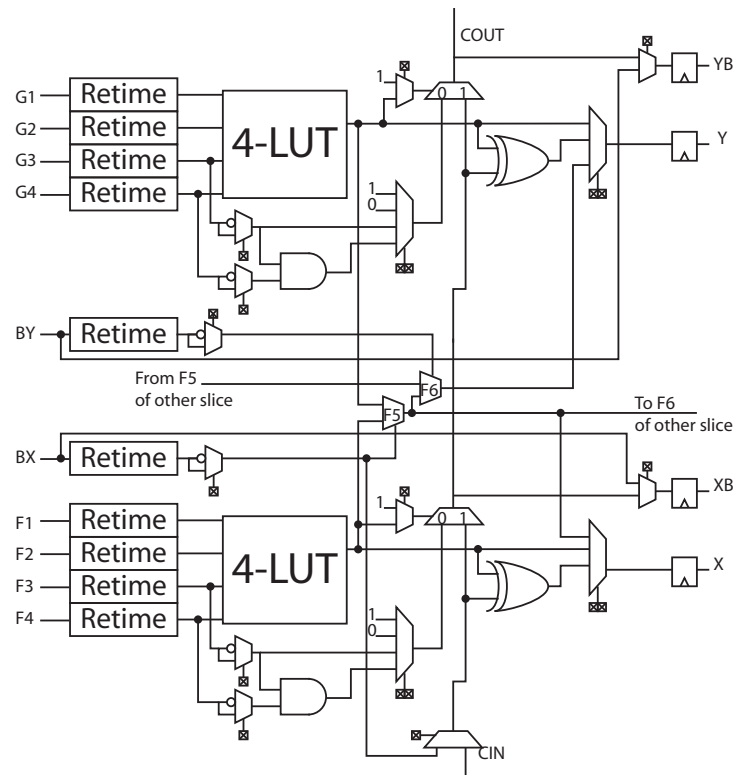 COUT
YB
1
0 1
G1 Retime
G2 Retime
4-LUT
G3 Retime
Y
G4 Retime
1
0
BY Retime
From F5
of other slice
F6
F5
To F6
of other slice
BX Retime
XB
1
0 1
F1 Retime
F2 Retime
4-LUT
X
F3 Retime
F4 Retime
1
0
CIN